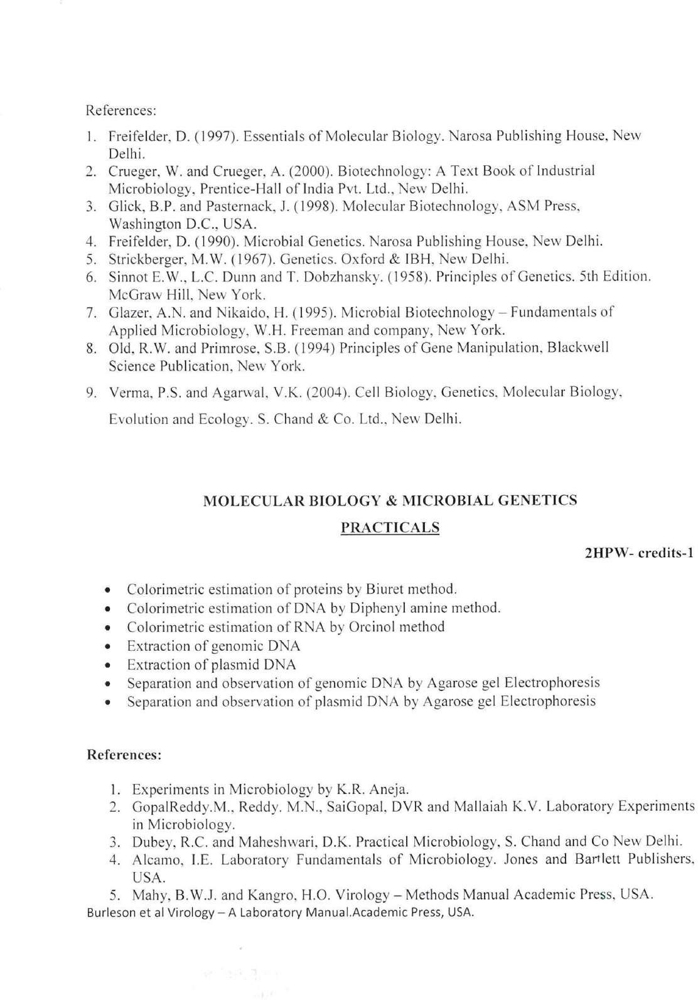 References:
1. Freifelder, D. (1997). Essentials of Molecular Biology. Narosa Publishing House, New
Delhi.
2. Crueger, W. and Crueger, A. (2000). Biotechnology: A Text Book of Industrial
Microbiology, Prentice-Hall of India Pvt. Ltd., New Delhi.
3. Glick, B.P. and Pasternack, J. (1998). Molecular Biotechnology, ASM Press,
Washington D.C., USA.
4. Freifelder, D. (1990). Microbial Genetics. Narosa Publishing House, New Delhi.
5. Strickberger, M.W. (1967). Genetics. Oxford & IBH, New Delhi.
6. Sinnot E.W., L.C. Dunn and T. Dobzhansky. (1958). Principles of Genetics. 5th Edition.
McGraw Hill, New York.
7. Glazer, A.N. and Nikaido, H. (1995). Microbial Biotechnology – Fundamentals of
Applied Microbiology, W.H. Freeman and company, New York.
8. Old, R.W. and Primrose, S.B. (1994) Principles of Gene Manipulation, Blackwell
Science Publication, New York.
9. Verma, P.S. and Agarwal, V.K. (2004). Cell Biology, Genetics, Molecular Biology,
Evolution and Ecology. S. Chand & Co. Ltd., New Delhi.
MOLECULAR BIOLOGY & MICROBIAL GENETICS
PRACTICALS
2HPW- credits-1
• Colorimetric estimation of proteins by Biuret method.
• Colorimetric estimation of DNA by Diphenyl amine method.
• Colorimetric estimation of RNA by Orcinol method
• Extraction of genomic DNA
• Extraction of plasmid DNA
• Separation and observation of genomic DNA by Agarose gel Electrophoresis
• Separation and observation of plasmid DNA by Agarose gel Electrophoresis
References:
1. Experiments in Microbiology by K.R. Aneja.
2. GopalReddy.M., Reddy. M.N., SaiGopal, DVR and Mallaiah K.V. Laboratory Experiments
in Microbiology.
3. Dubey, R.C. and Maheshwari, D.K. Practical Microbiology, S. Chand and Co New Delhi.
4. Alcamo, I.E. Laboratory Fundamentals of Microbiology. Jones and Bartlett Publishers,
USA.
5. Mahy, B.W.J. and Kangro, H.O. Virology – Methods Manual Academic Press, USA.
Burleson et al Virology – A Laboratory Manual.Academic Press, USA.